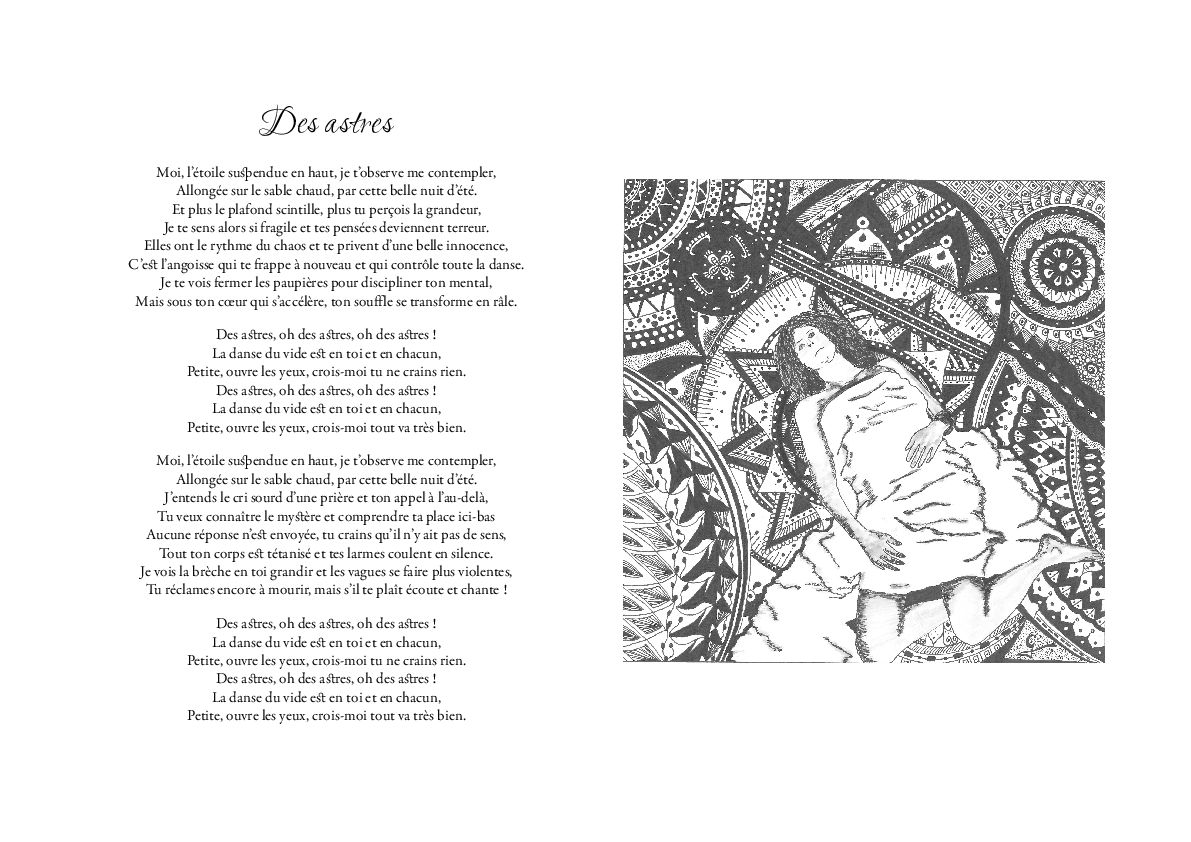 Des astres
Moi, l'étoile suspendue en haut, je t'observe me contempler,
Allongée sur le sable chaud, par cette belle nuit d'été.
Et plus le plafond scintille, plus tu perçois la grandeur,
Je te sens alors si fragile et tes pensées deviennent terreur.
Elles ont le rythme du chaos et te privent d'une belle innocence,
C'est l'angoisse qui te frappe à nouveau et qui contrôle toute la danse.
Je te vois fermer les paupières pour discipliner ton mental,
Mais sous ton cœur qui s'accélère, ton souffle se transforme en râle.
Des astres, oh des astres, oh des astres !
La danse du vide est en toi et en chacun,
Petite, ouvre les yeux, crois-moi tu ne crains rien.
Des astres, oh des astres, oh des astres !
La danse du vide est en toi et en chacun,
Petite, ouvre les yeux, crois-moi tout va très bien.
Moi, l'étoile suspendue en haut, je t'observe me contempler,
Allongée sur le sable chaud, par cette belle nuit d'été.
J'entends le cri sourd d'une prière et ton appel à l'au-delà,
Tu veux connaître le mystère et comprendre ta place ici-bas
Aucune réponse n'est envoyée, tu crains qu'il n'y ait pas de sens,
Tout ton corps est tétanisé et tes larmes coulent en silence.
Je vois la brèche en toi grandir et les vagues se faire plus violentes,
Tu réclames encore à mourir, mais s'il te plaît écoute et chante !
Des astres, oh des astres, oh des astres !
La danse du vide est en toi et en chacun,
Petite, ouvre les yeux, crois-moi tu ne crains rien.
Des astres, oh des astres, oh des astres !
La danse du vide est en toi et en chacun,
Petite, ouvre les yeux, crois-moi tout va très bien.